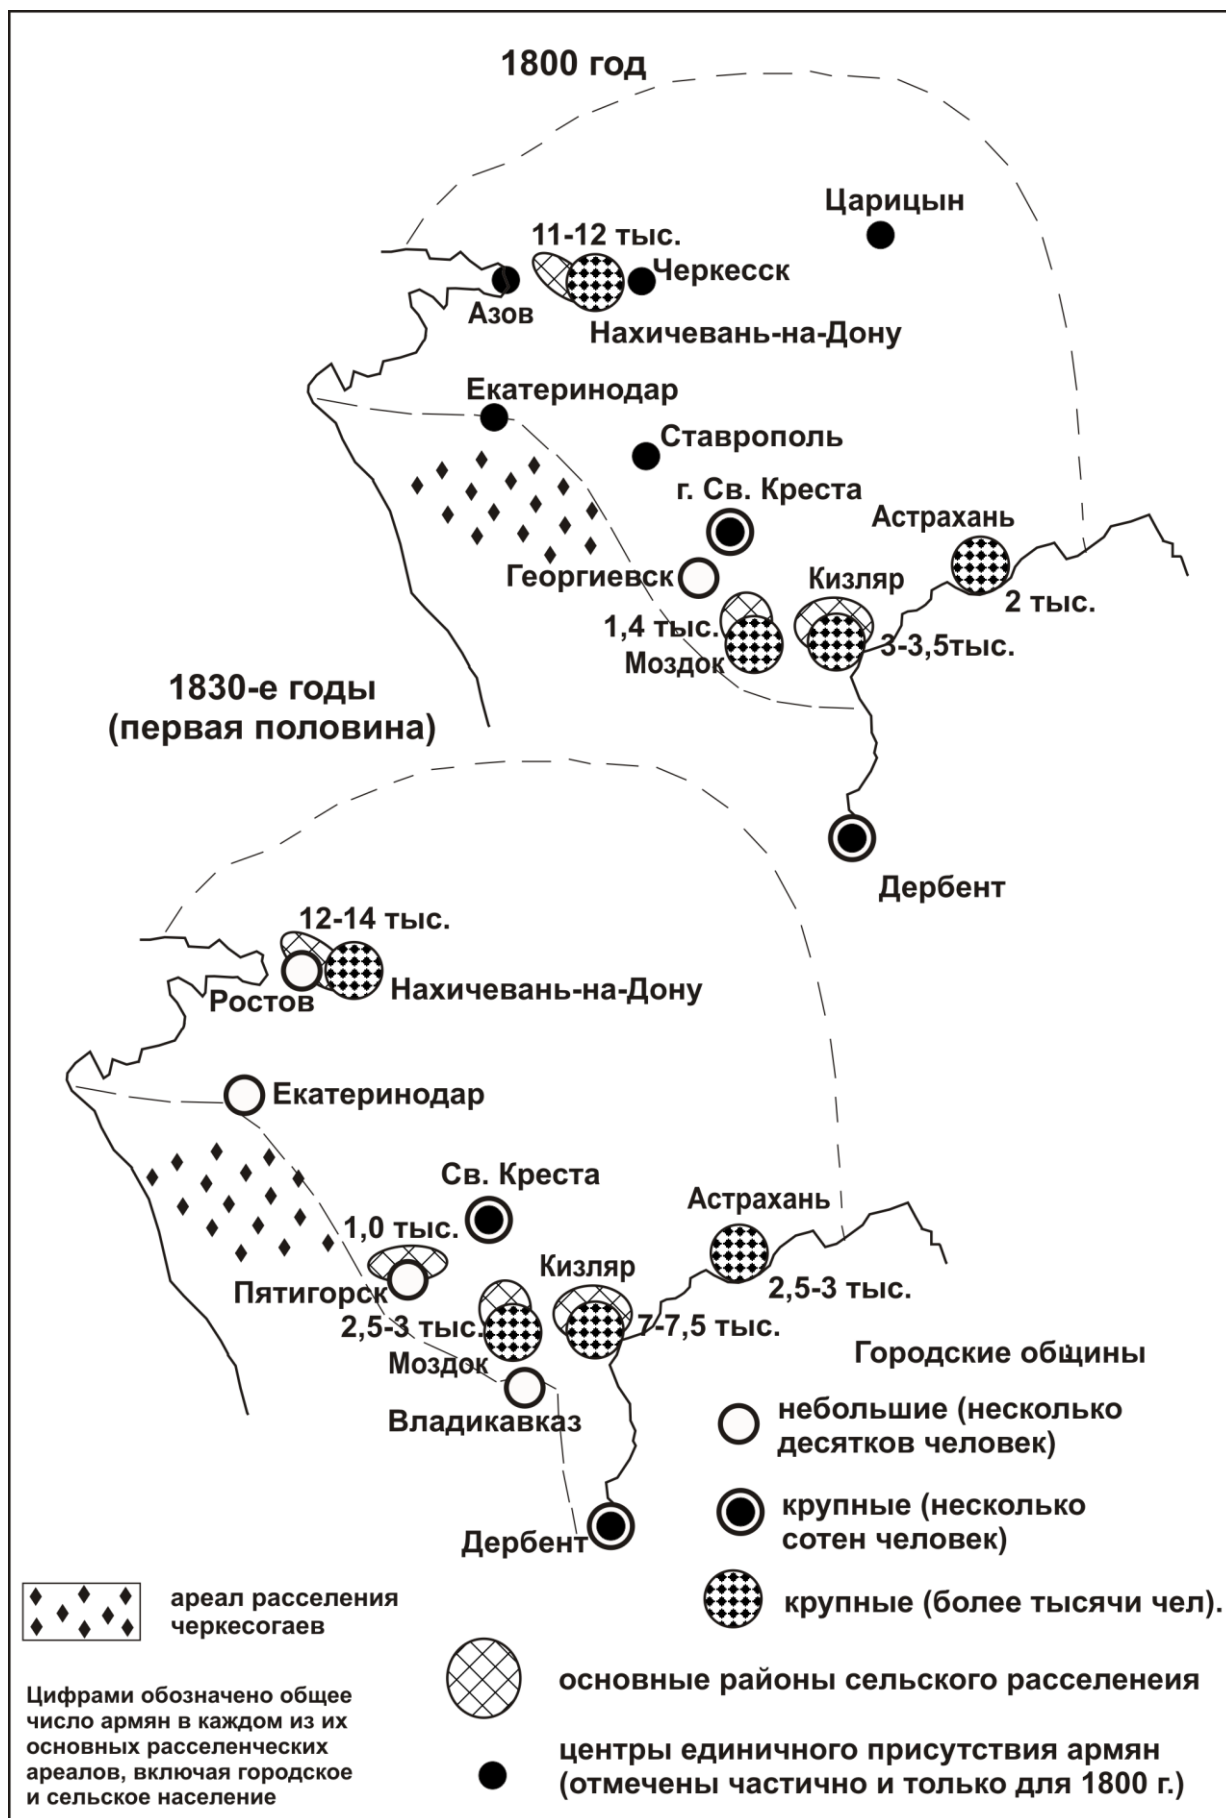 1800 год
Царицын
11-12 тыс.
Черкесск
Азов
Нахичевань-на-Дону
Екатеринодар
Ставрополь
г. Св. Креста
Астрахань
Георгиевск
Кизляр
2 тыс.
1,4 тыс.
3-3,5тыс.
Моздок
1830-е годы
(первая половина)
Дербент
12-14 тыс.
Ростов
Нахичевань-на-Дону
Екатеринодар
Св. Креста
Астрахань
1,0 тыс.
Кизляр
Пятигорск
2,5-3 тыс.
2,5-3 тыс.
7-7,5 тыс.
Моздок
Владикавказ
Дербент
Городские общины
небольшие (несколько
десятков человек)
крупные (несколько
сотен человек)
крупные (более тысячи чел).
ареал расселения
черкесогаев
основные районы сельского расселенеия
Цифрами обозначено общее
число армян в каждом из их
основных расселенческих
ареалов, включая городское
и сельское население
центры единичного присутствия армян
(отмечены частично и только для 1800 г.)